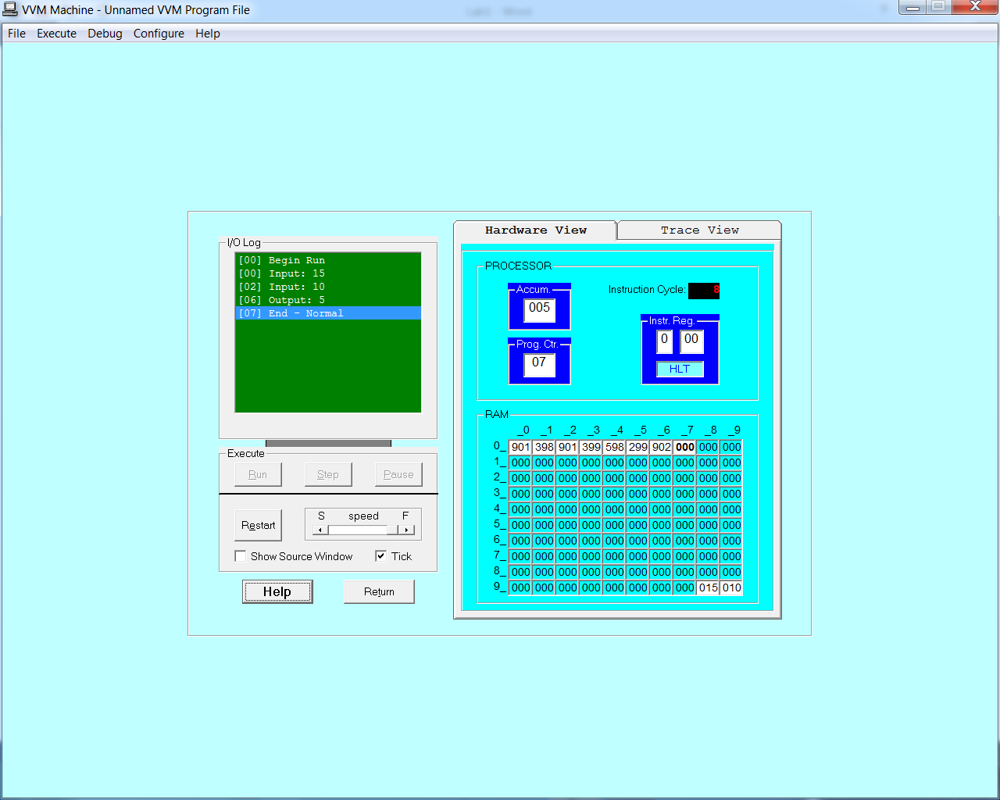 VVM Machine - Unnamed VVM Program File
File Execute Debug Configure Help
I/O Log
[00] Begin Run
[00] Input: 15
[02] Input: 10
[06] Output: 5
[07] End - Normal
Execute
Run Step Pause
Restart
S speed F
Show Source Window
Tick
Help
Return
Hardware View
Trace View
PROCESSOR
Accum.
005
Prog. Ctr.
07
Instruction Cycle: 8
Instr. Reg.
0 00
HLT
RAM
_0 _1 _2 _3 _4 _5 _6 _7 _8 _9
0_ 901 398 901 399 598 299 902 000 000 000
1_ 000 000 000 000 000 000 000 000 000 000
2_ 000 000 000 000 000 000 000 000 000 000
3_ 000 000 000 000 000 000 000 000 000 000
4_ 000 000 000 000 000 000 000 000 000 000
5_ 000 000 000 000 000 000 000 000 000 000
6_ 000 000 000 000 000 000 000 000 000 000
7_ 000 000 000 000 000 000 000 000 000 000
8_ 000 000 000 000 000 000 000 000 000 000
9_ 000 000 000 000 000 000 000 000 015 010